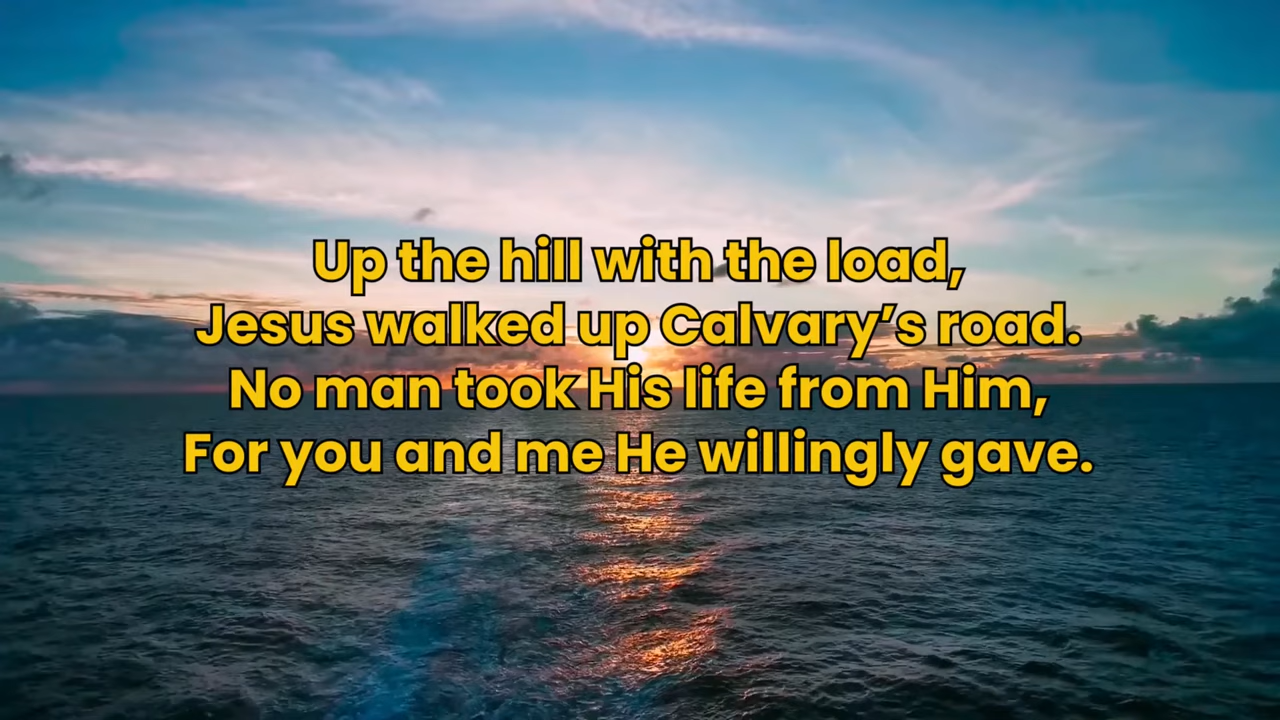 Up the hill with the load,
Jesus walked up Calvary’s road.
No man took His life from Him,
For you and me He willingly gave.